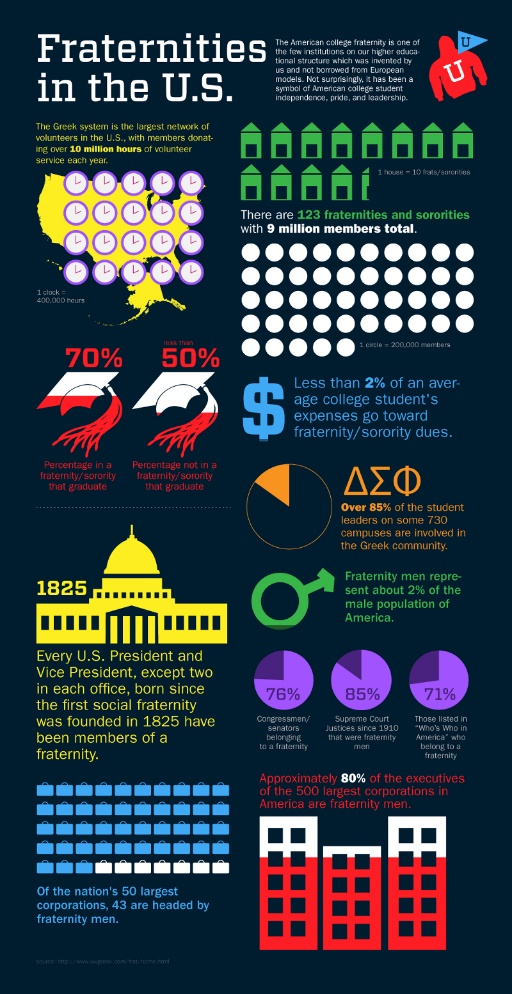 Fraternities
in the U.S.
The American college fraternity is one of
the few institutions on our higher educa-
tional structure which was invented by
us and not borrowed from European
models. Not surprisingly, it has been a
symbol of American college student
independence, pride, and leadership.
U
U
The Greek system is the largest network of
volunteers in the U.S., with members donat-
ing over 10 million hours of volunteer
service each year.
1 clock =
400,000 hours
1 house = 10 frats/sororities
There are 123 fraternities and sororities
with 9 million members total.
1 circle = 200,000 members
70%
less than
50%
Percentage in a
fraternity/sorority
that graduate
Percentage not in a
fraternity/sorority
that graduate
$
Less than 2% of an aver-
age college student's
expenses go toward
fraternity/sorority dues.
ΔΣΦ
Over 85% of the student
leaders on some 730
campuses are involved in
the Greek community.
1825
Every U.S. President and
Vice President, except two
in each office, born since
the first social fraternity
was founded in 1825 have
been members of a
fraternity.
Fraternity men repre-
sent about 2% of the
male population of
America.
76%
Congressmen/
senators
belonging
to a fraternity
85%
Supreme Court
Justices since 1910
that were fraternity
men
71%
Those listed in
"Who's Who in
America" who
belong to a
fraternity
Of the nation's 50 largest
corporations, 43 are headed by
fraternity men.
Approximately 80% of the executives
of the 500 largest corporations in
America are fraternity men.